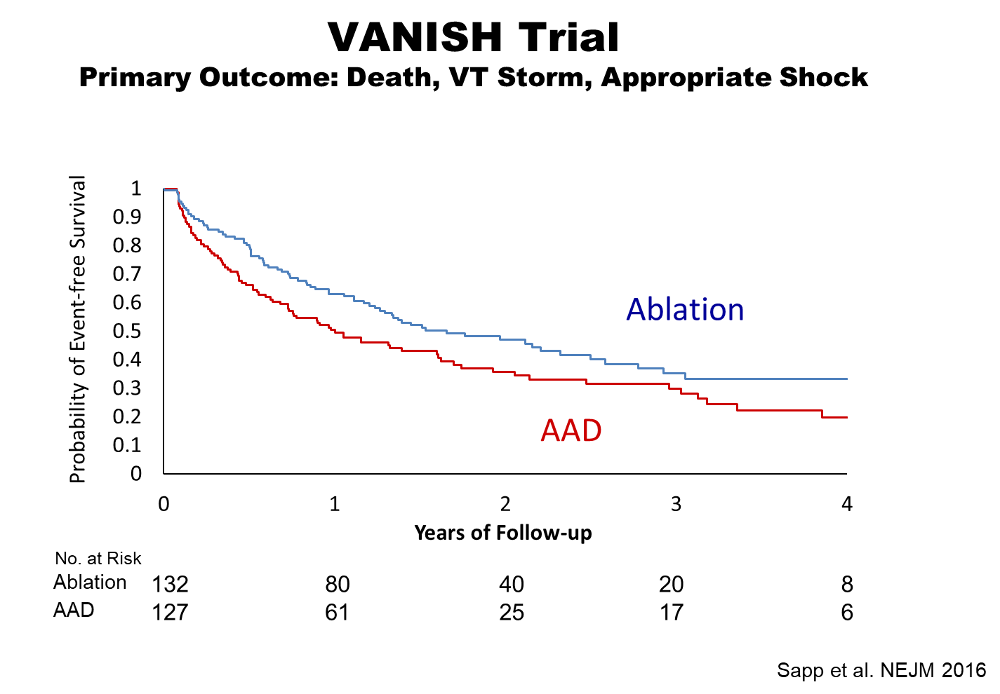 VANISH Trial
Primary Outcome: Death, VT Storm, Appropriate Shock
Probability of Event-free Survival
1
0.9
0.8
0.7
0.6
0.5
0.4
0.3
0.2
0.1
0
Ablation
AAD
0 1 2 3 4
Years of Follow-up
No. at Risk
Ablation 132 80 40 20 8
AAD 127 61 25 17 6
Sapp et al. NEJM 2016